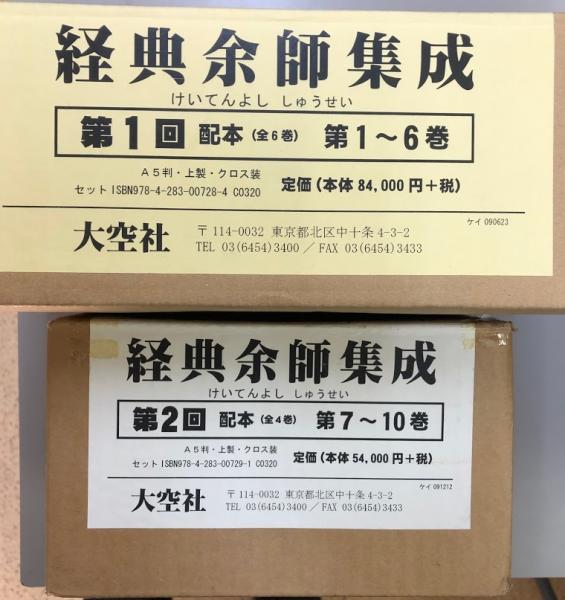 経典余師集成
けいてんよし しゅうせい
第1回 配本 (全6巻) 第1～6巻
A5判・上製・クロス装
セットISBN978-4-283-00728-4 C0320 定価(本体 84,000円+税)
ケイ 090623
大空社 〒114-0032 東京都北区中十条4-3-2
TEL 03(6454)3400／FAX 03(6454)3433
経典余師集成
けいてんよし しゅうせい
第2回 配本 (全4巻) 第7～10巻
A5判・上製・クロス装
セットISBN978-4-283-00729-1 C0320 定価(本体 54,000円+税)
ケイ 091212
大空社 〒114-0032 東京都北区中十条4-3-2
TEL 03(6454)3400／FAX 03(6454)3433